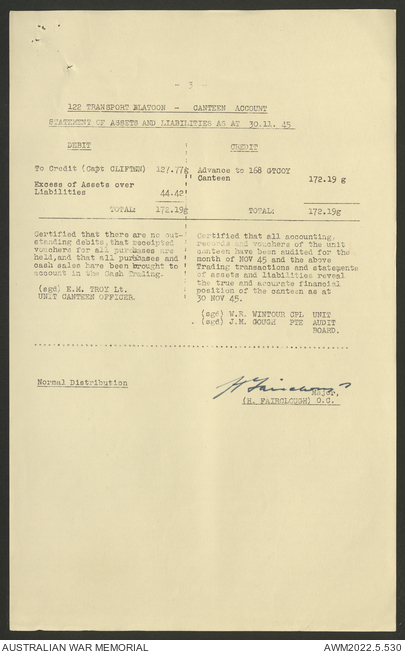 - 3 -
122 TRANSPORT PLATOON - CANTEEN ACCOUNT
STATEMENT OF ASSETS AND LIABILITIES AS AT 30.11. 45
DEBIT
To Credit (Capt CLIFTEN) 127.77g
Excess of Assets over
Liabilities 44.42
TOTAL: 172.19g
Certified that there are no out-
standing debits, that receipted
vouchers for all purchases are
held, and that all purchases and
cash sales have been brought to
account in the Cash Trading.
(sgd) E.M. TROY Lt.
UNIT CANTEEN OFFICER.
CREDIT
Advance to 168 GTCOY
Canteen 172.19 g
TOTAL: 172.19g
Certified that all accounting,
records and vouchers of the unit
canteen have been audited for the
month of NOV 45 and the above
Trading transactions and statements
of assets and liabilities reveal
the true and accurate financial
position of the canteen as at
30 NOV 45.
(sgd) W.R. WINTOUR CPL UNIT
(sgd) J.M. GOUGH PTE AUDIT
BOARD.
Normal Distribution
H Fairclough
Major,
(H. FAIRCLOUGH) O.C.
AUSTRALIAN WAR MEMORIAL
AWM2022.5.530